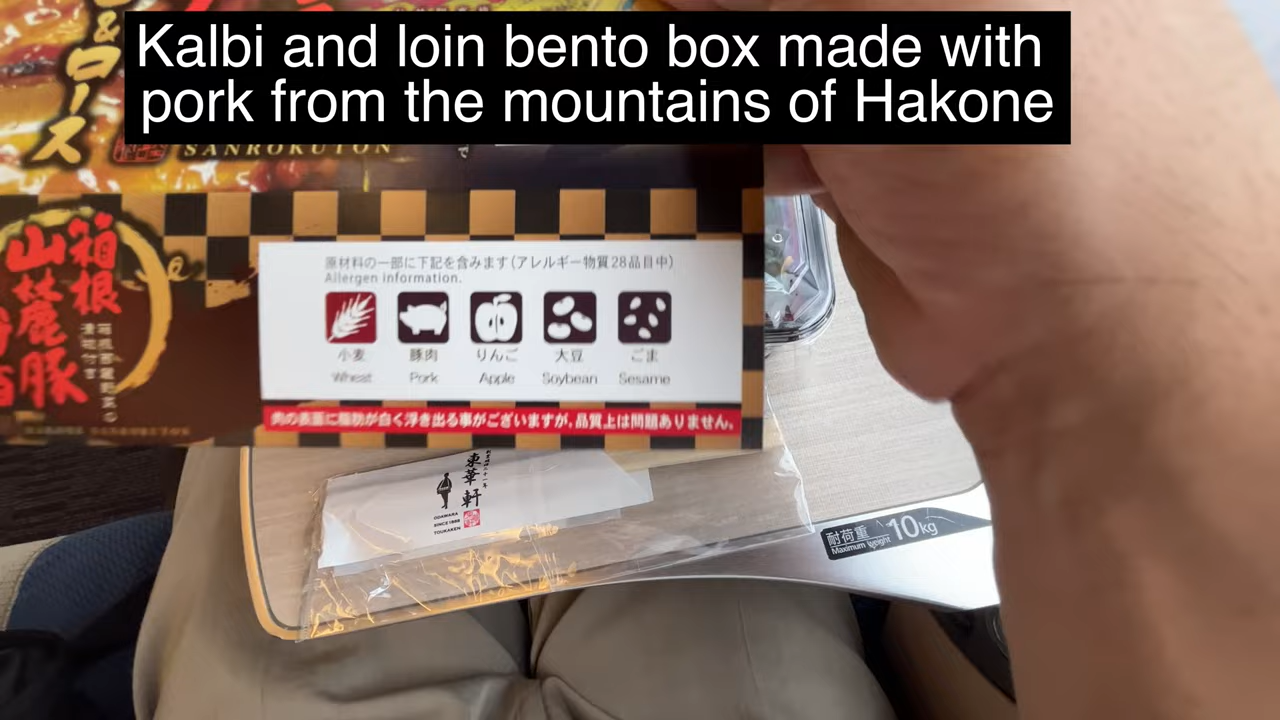 Kalbi and loin bento box made with
pork from the mountains of Hakone
&ロース
SANROKUTON
箱根
山麓豚
原材料の一部に下記を含みます(アレルギー物質28品目中)
Allergen information.
小麦 豚肉 りんご 大豆 ごま
Wheat Pork Apple Soybean Sesame
肉の表面に脂肪が白く浮き出る事がございますが、品質上は問題ありません。
東華軒
ODAWARA
SINCE 1888
TOUKAKEN
耐荷重 10kg
Maximum weight